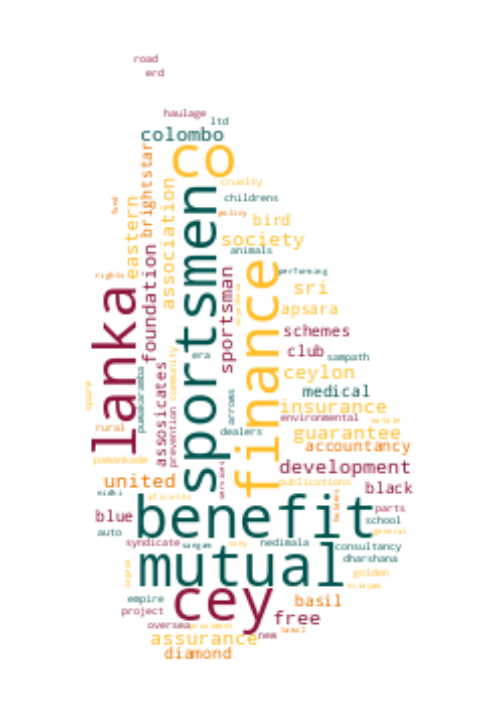 road
erd
haulage
ltd
colombo
co
cruelty
childrens
policy
bird
society
animals
brightstar
eastern
association
sportsmen
foundation
sportsman
finance
performing
rights
sri
apsara
lanka
schemes
club
sampath
era
ceylon
community
medical
insurance
environmental
arrows
dealers
guarantee
accountancy
space
rural
pamankade
assosicates
prevention
development
united
publications
black
nidhi
benefit
blue
auto
parts
school
general
syndicate
sangam
nedimala
consultancy
dharshana
mutual
golden
empire
project
cey
basil
free
oversea
tamil
new
assurance
diamond